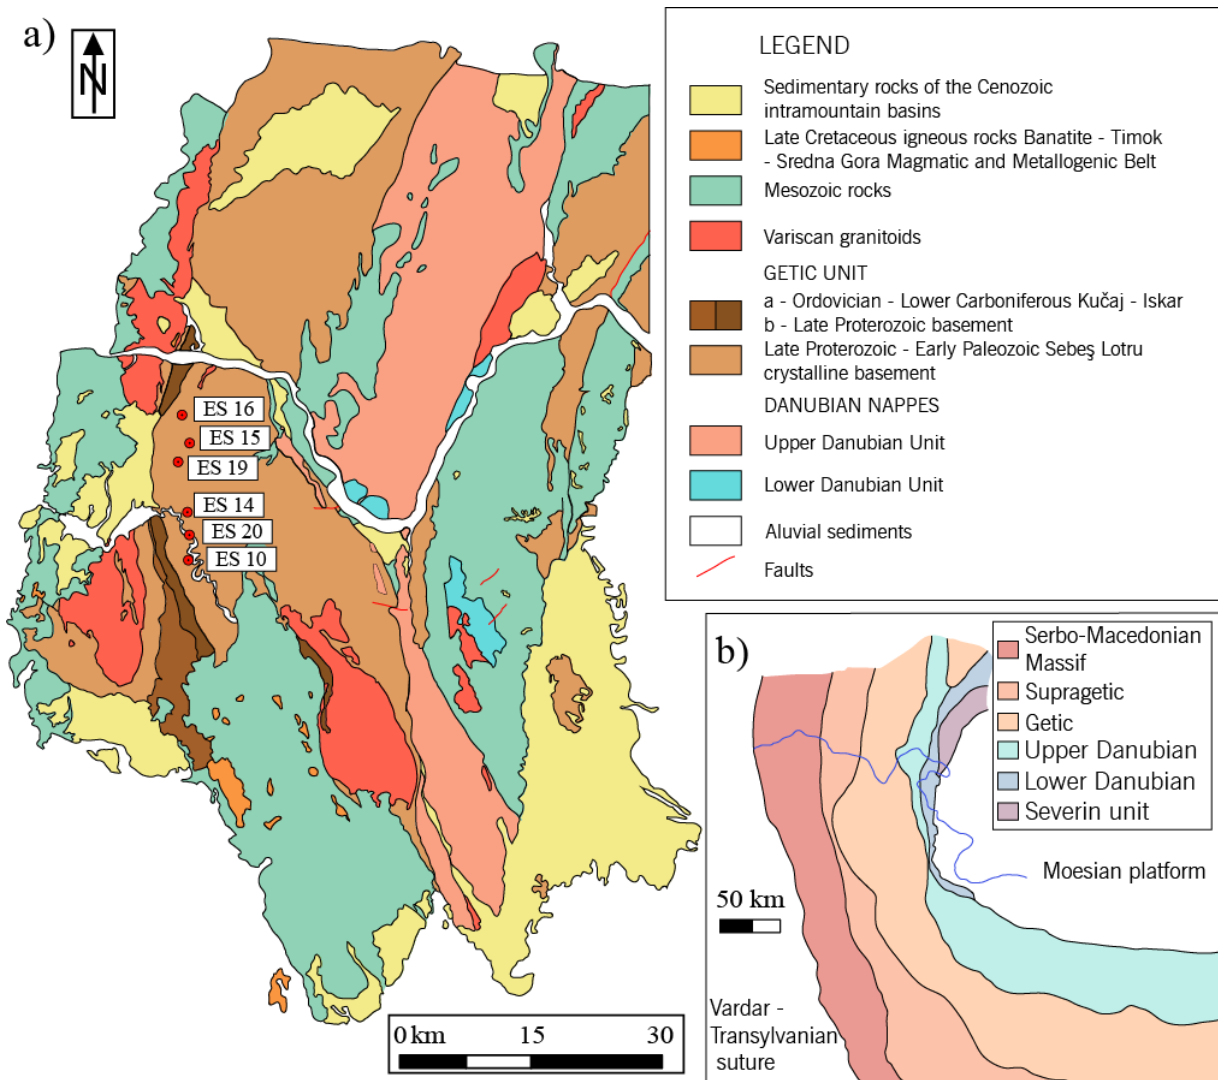 a)
N
ES 16
ES 15
ES 19
ES 14
ES 20
ES 10
0 km 15 30
LEGEND
Sedimentary rocks of the Cenozoic
intramountain basins
Late Cretaceous igneous rocks Banatite - Timok
- Sredna Gora Magmatic and Metallogenic Belt
Mesozoic rocks
Variscan granitoids
GETIC UNIT
a - Ordovician - Lower Carboniferous Kučaj - Iskar
b - Late Proterozoic basement
Late Proterozoic - Early Paleozoic Sebeş Lotru
crystalline basement
DANUBIAN NAPPES
Upper Danubian Unit
Lower Danubian Unit
Aluvial sediments
Faults
b)
Serbo-Macedonian
Massif
Supragetic
Getic
Upper Danubian
Lower Danubian
Severin unit
Moesian platform
50 km
Vardar -
Transylvanian
suture